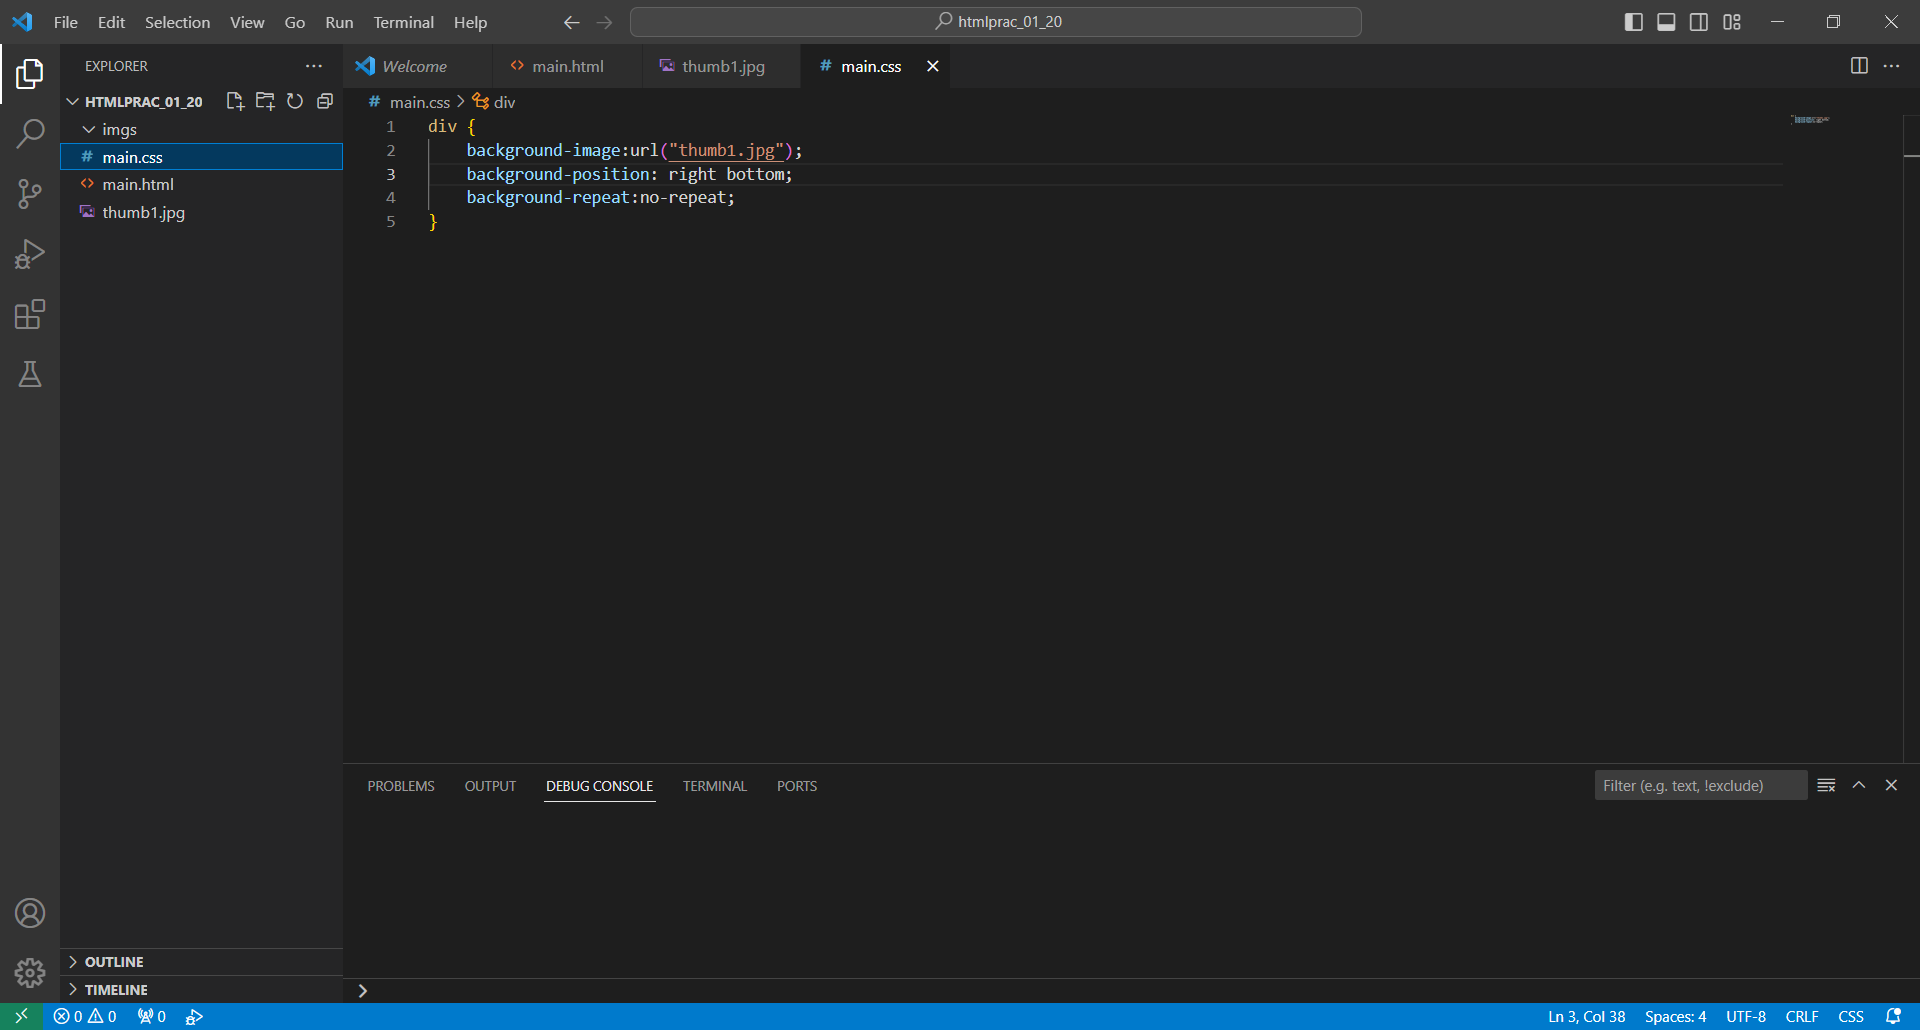 File Edit Selection View Go Run Terminal Help
htmlprac_01_20
EXPLORER
HTMLPRAC_01_20
imgs
# main.css
<> main.html
thumb1.jpg
OUTLINE
TIMELINE
Welcome
<> main.html
thumb1.jpg
# main.css
# main.css > div
1 div {
2     background-image:url("thumb1.jpg");
3     background-position: right bottom;
4     background-repeat:no-repeat;
5 }
PROBLEMS OUTPUT DEBUG CONSOLE TERMINAL PORTS
Filter (e.g. text, !exclude)
0 0 0
Ln 3, Col 38 Spaces: 4 UTF-8 CRLF CSS